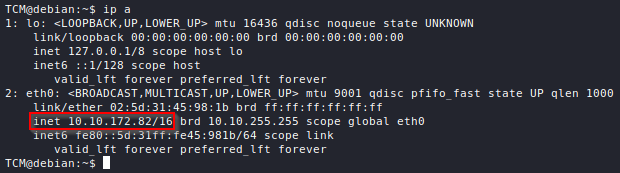 TCM@debian:~$ ip a
1: lo: <LOOPBACK,UP,LOWER_UP> mtu 16436 qdisc noqueue state UNKNOWN
    link/loopback 00:00:00:00:00:00 brd 00:00:00:00:00:00
    inet 127.0.0.1/8 scope host lo
    inet6 ::1/128 scope host
       valid_lft forever preferred_lft forever
2: eth0: <BROADCAST,MULTICAST,UP,LOWER_UP> mtu 9001 qdisc pfifo_fast state UP qlen 1000
    link/ether 02:5d:31:45:98:1b brd ff:ff:ff:ff:ff:ff
    inet 10.10.172.82/16 brd 10.10.255.255 scope global eth0
    inet6 fe80::5d:31ff:fe45:981b/64 scope link
       valid_lft forever preferred_lft forever
TCM@debian:~$